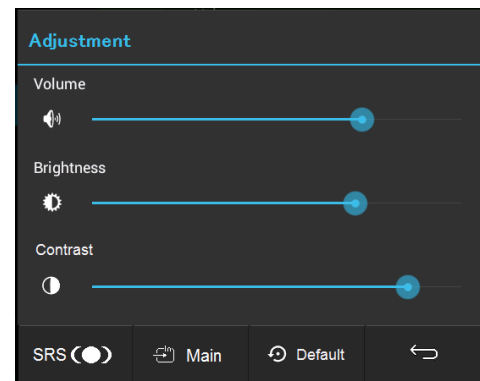 Adjustment
Volume
Brightness
Contrast
SRS Main Default